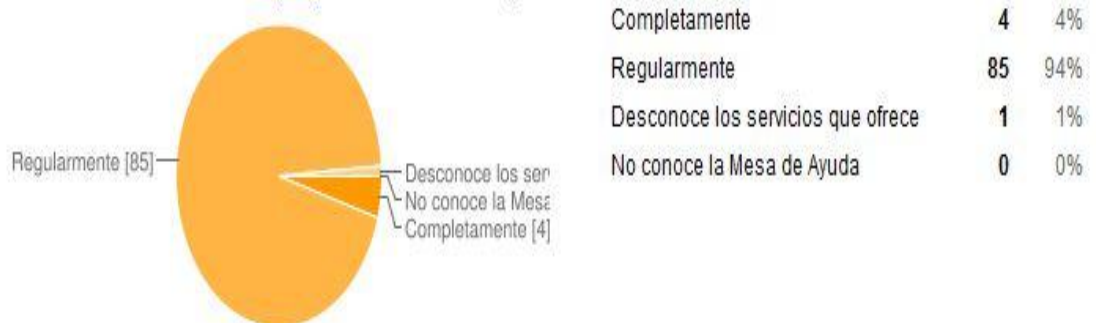 Completamente 4 4%
Regularmente 85 94%
Desconoce los servicios que ofrece 1 1%
No conoce la Mesa de Ayuda 0 0%
Regularmente [85]
Desconoce los ser
No conoce la Mesa
Completamente [4]